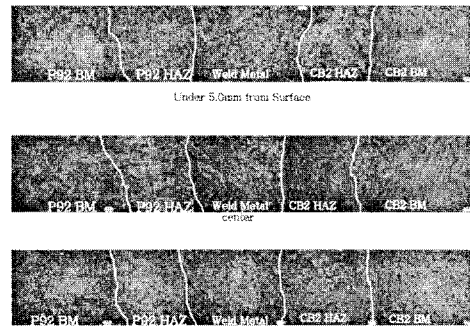 P92 BM P92 HAZ Weld Metal CB2 HAZ CB2 BM
Under 5.0mm from Surface
P92 BM P92 HAZ Weld Metal CB2 HAZ CB2 BM
center
P92 BM P92 HAZ Weld Metal CB2 HAZ CB2 BM